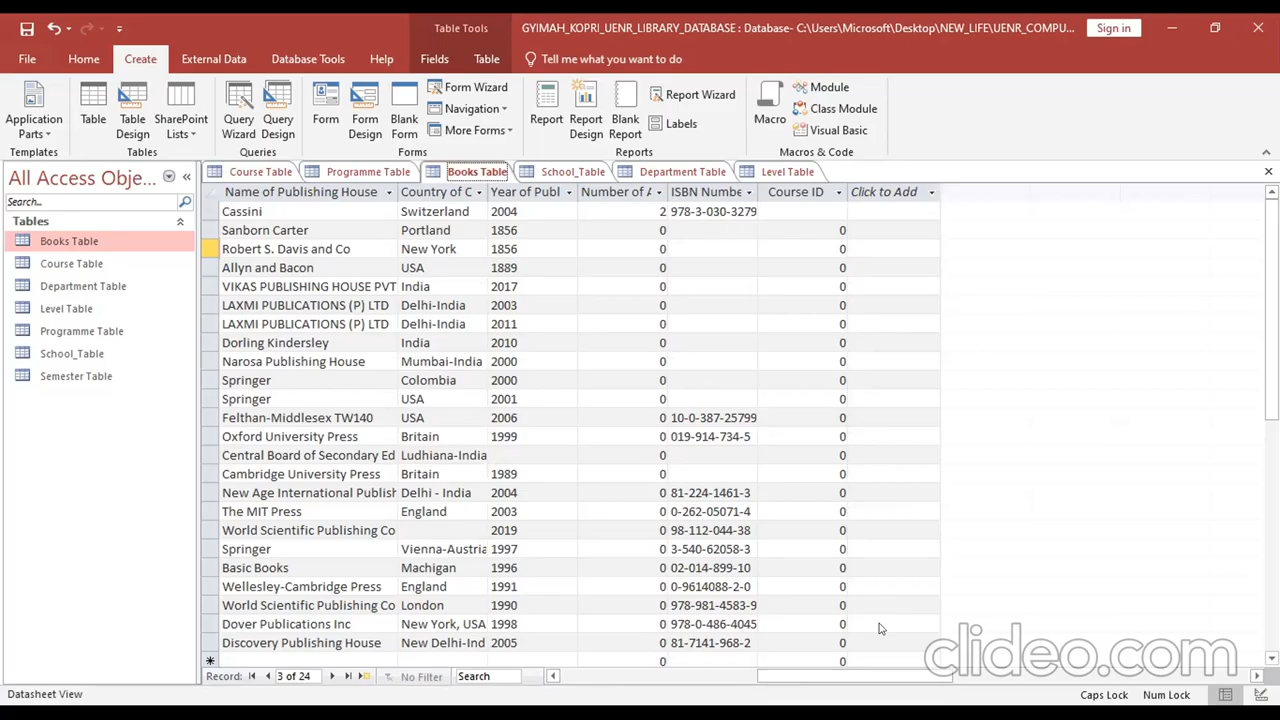 Table Tools GYIMAH_KOPRI_UENR_LIBRARY_DATABASE : Database- C:\Users\Microsoft\Desktop\NEW_LIFE\UENR_COMPU... Sign in
File Home Create External Data Database Tools Help Fields Table Tell me what you want to do
Application Parts Table Table Design SharePoint Lists Query Wizard Query Design Form Form Design Blank Form Form Wizard Navigation More Forms Report Report Design Blank Report Report Wizard Labels Macro Module Class Module Visual Basic
Templates Tables Queries Forms Reports Macros & Code
All Access Obje...
Search...
Tables
Books Table
Course Table
Department Table
Level Table
Programme Table
School_Table
Semester Table
Course Table Programme Table Books Table School_Table Department Table Level Table
Name of Publishing House Country of C Year of Publ Number of A ISBN Numbe Course ID Click to Add
Cassini Switzerland 2004 2 978-3-030-3279
Sanborn Carter Portland 1856 0 0
Robert S. Davis and Co New York 1856 0 0
Allyn and Bacon USA 1889 0 0
VIKAS PUBLISHING HOUSE PVT India 2017 0 0
LAXMI PUBLICATIONS (P) LTD Delhi-India 2003 0 0
LAXMI PUBLICATIONS (P) LTD Delhi-India 2011 0 0
Dorling Kindersley India 2010 0 0
Narosa Publishing House Mumbai-India 2000 0 0
Springer Colombia 2000 0 0
Springer USA 2001 0 0
Felthan-Middlesex TW140 USA 2006 0 10-0-387-25799 0
Oxford University Press Britain 1999 0 019-914-734-5 0
Central Board of Secondary Ed Ludhiana-India 0 0
Cambridge University Press Britain 1989 0 0
New Age International Publish Delhi - India 2004 0 81-224-1461-3 0
The MIT Press England 2003 0 0-262-05071-4 0
World Scientific Publishing Co 2019 0 98-112-044-38 0
Springer Vienna-Austria 1997 0 3-540-62058-3 0
Basic Books Machigan 1996 0 02-014-899-10 0
Wellesley-Cambridge Press England 1991 0 0-9614088-2-0 0
World Scientific Publishing Co London 1990 0 978-981-4583-9 0
Dover Publications Inc New York, USA 1998 0 978-0-486-4045 0
Discovery Publishing House New Delhi-Ind 2005 0 81-7141-968-2 0
0 0
Record: 3 of 24 No Filter Search
Datasheet View Caps Lock Num Lock
clideo.com